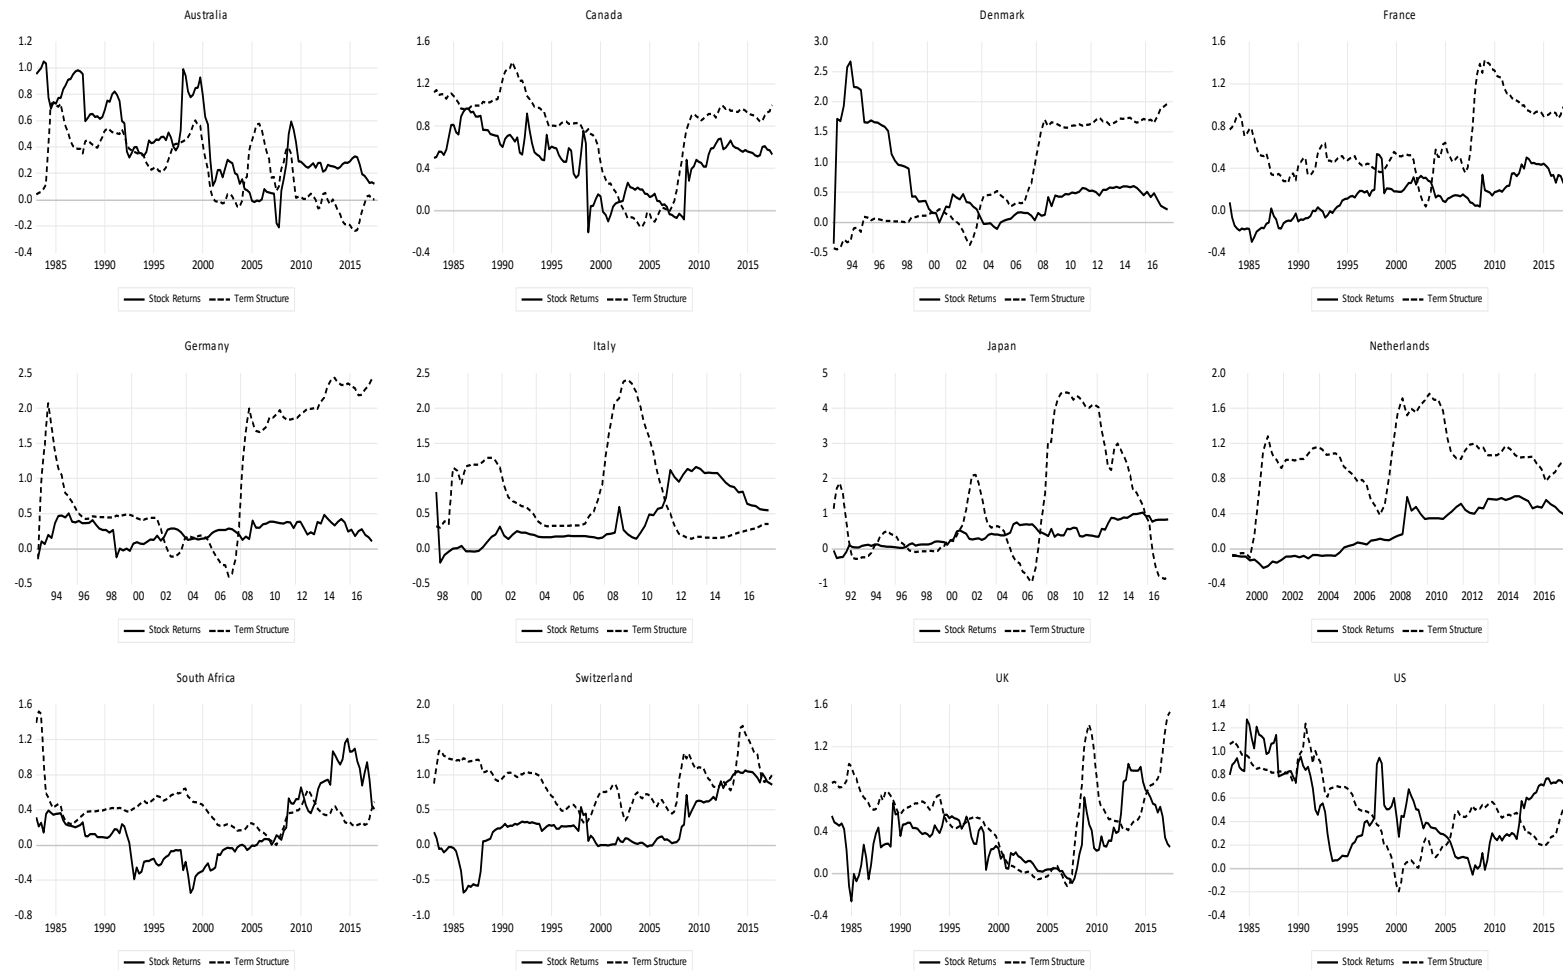 Australia
1.2
1.0
0.8
0.6
0.4
0.2
0.0
-0.2
-0.4
1985 1990 1995 2000 2005 2010 2015
Stock Returns Term Structure
Canada
1.6
1.2
0.8
0.4
0.0
-0.4
1985 1990 1995 2000 2005 2010 2015
Stock Returns Term Structure
Denmark
3.0
2.5
2.0
1.5
1.0
0.5
0.0
-0.5
94 96 98 00 02 04 06 08 10 12 14 16
Stock Returns Term Structure
France
1.6
1.2
0.8
0.4
0.0
-0.4
1985 1990 1995 2000 2005 2010 2015
Stock Returns Term Structure
Germany
2.5
2.0
1.5
1.0
0.5
0.0
-0.5
94 96 98 00 02 04 06 08 10 12 14 16
Stock Returns Term Structure
Italy
2.5
2.0
1.5
1.0
0.5
0.0
-0.5
98 00 02 04 06 08 10 12 14 16
Stock Returns Term Structure
Japan
5
4
3
2
1
0
-1
92 94 96 98 00 02 04 06 08 10 12 14 16
Stock Returns Term Structure
Netherlands
2.0
1.6
1.2
0.8
0.4
0.0
-0.4
2000 2002 2004 2006 2008 2010 2012 2014 2016
Stock Returns Term Structure
South Africa
1.6
1.2
0.8
0.4
0.0
-0.4
-0.8
1985 1990 1995 2000 2005 2010 2015
Stock Returns Term Structure
Switzerland
2.0
1.5
1.0
0.5
0.0
-0.5
-1.0
1985 1990 1995 2000 2005 2010 2015
Stock Returns Term Structure
UK
1.6
1.2
0.8
0.4
0.0
-0.4
1985 1990 1995 2000 2005 2010 2015
Stock Returns Term Structure
US
1.4
1.2
1.0
0.8
0.6
0.4
0.2
0.0
-0.2
-0.4
1985 1990 1995 2000 2005 2010 2015
Stock Returns Term Structure